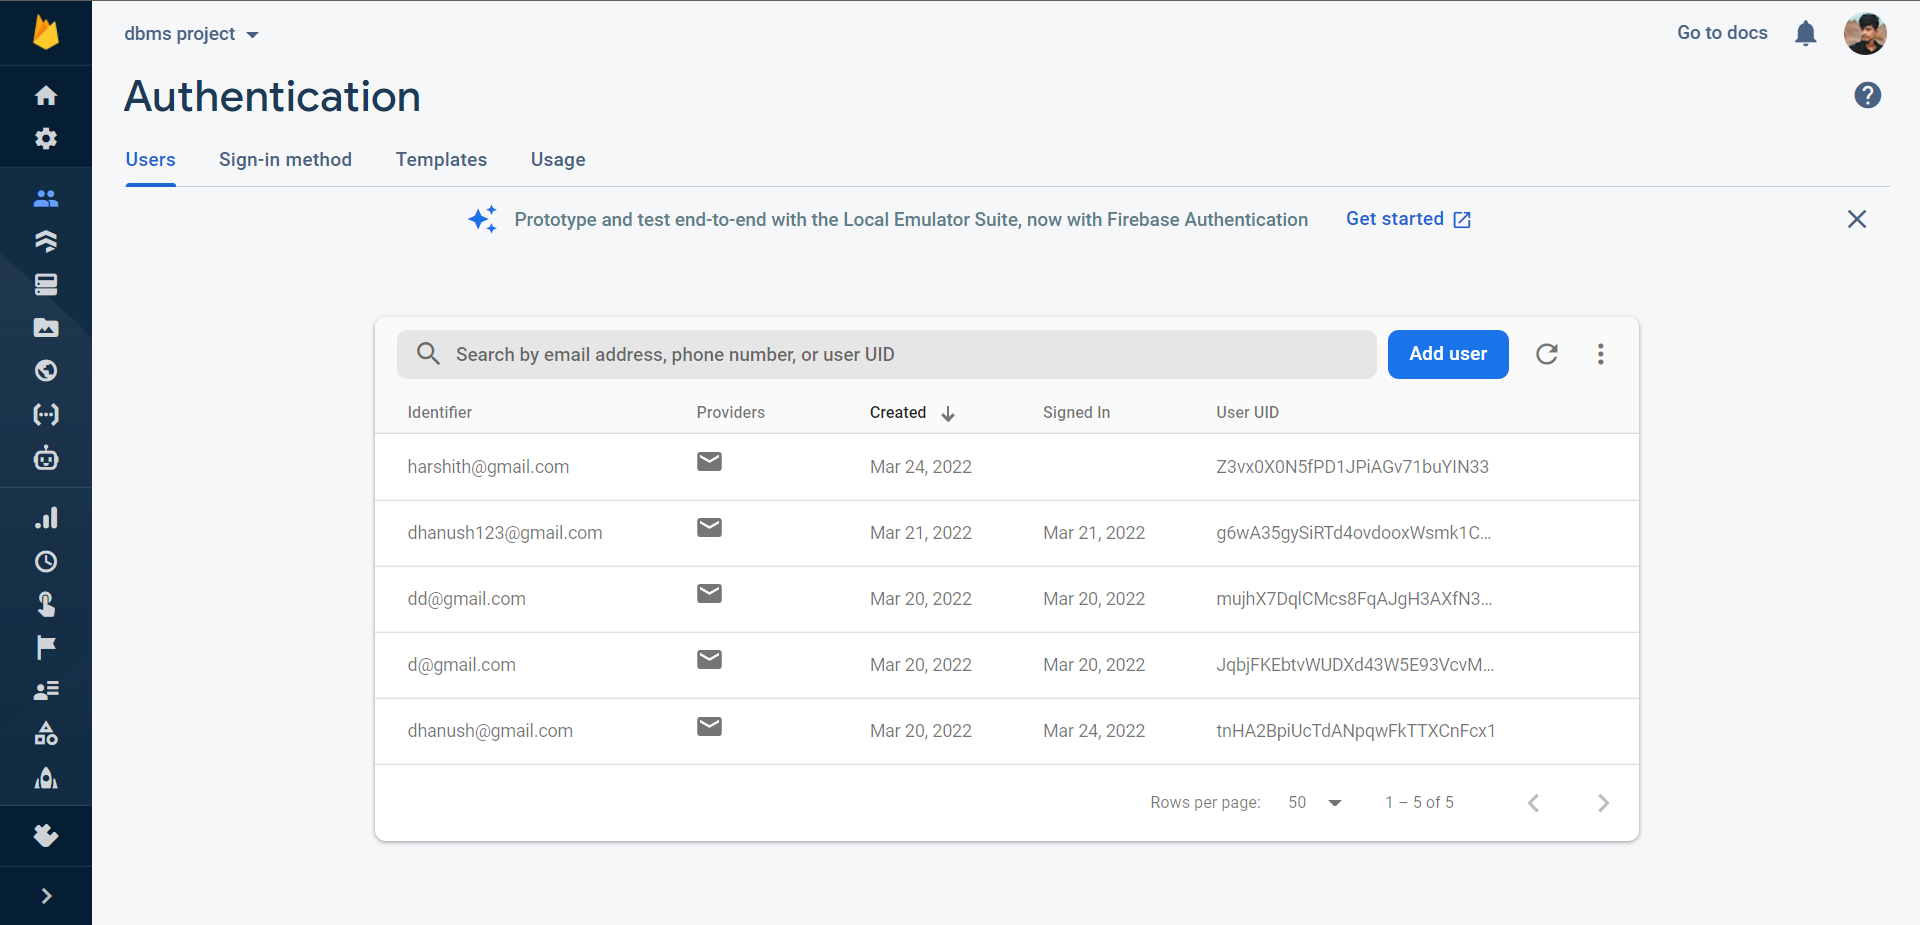 dbms project
Go to docs
Authentication
Users Sign-in method Templates Usage
Prototype and test end-to-end with the Local Emulator Suite, now with Firebase Authentication Get started
Search by email address, phone number, or user UID Add user
Identifier Providers Created Signed In User UID
harshith@gmail.com Mar 24, 2022 Z3vx0X0N5fPD1JPiAGv71buYIN33
dhanush123@gmail.com Mar 21, 2022 Mar 21, 2022 g6wA35gySiRTd4ovdooxWsmk1C...
dd@gmail.com Mar 20, 2022 Mar 20, 2022 mujhX7DqlCMcs8FqAJgH3AXfN3...
d@gmail.com Mar 20, 2022 Mar 20, 2022 JqbjFKEbtvWUDXd43W5E93VcvM...
dhanush@gmail.com Mar 20, 2022 Mar 24, 2022 tnHA2BpiUcTdANpqwFkTTXCnFcx1
Rows per page: 50 1 – 5 of 5